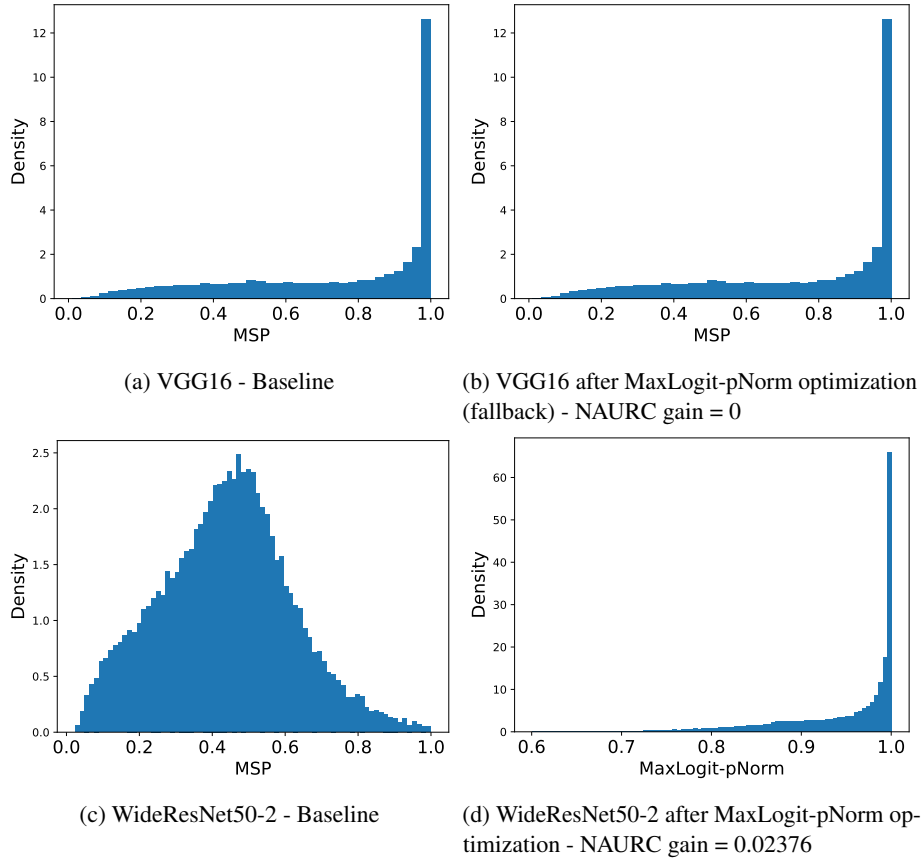 12
10
8
6
4
2
0
Density
0.0 0.2 0.4 0.6 0.8 1.0
MSP
(a) VGG16 - Baseline
12
10
8
6
4
2
0
Density
0.0 0.2 0.4 0.6 0.8 1.0
MSP
(b) VGG16 after MaxLogit-pNorm optimization
(fallback) - NAURC gain = 0
2.5
2.0
1.5
1.0
0.5
0.0
Density
0.0 0.2 0.4 0.6 0.8 1.0
MSP
(c) WideResNet50-2 - Baseline
60
50
40
30
20
10
0
Density
0.6 0.7 0.8 0.9 1.0
MaxLogit-pNorm
(d) WideResNet50-2 after MaxLogit-pNorm op-
timization - NAURC gain = 0.02376